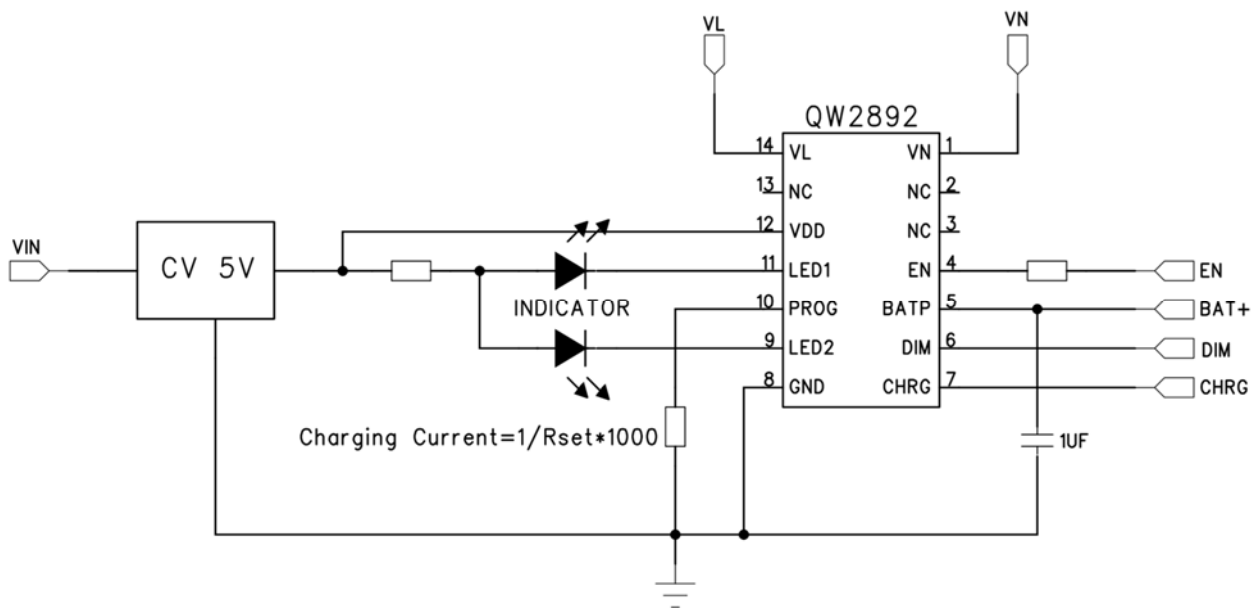 VL
VN
QW2892
14
VL
VN
1
13
NC
NC
2
12
VDD
NC
3
VIN
CV 5V
11
LED1
EN
4
EN
INDICATOR
10
PROG
BATP
5
BAT+
9
LED2
DIM
6
DIM
8
GND
CHRG
7
CHRG
Charging Current=1/Rset*1000
1UF